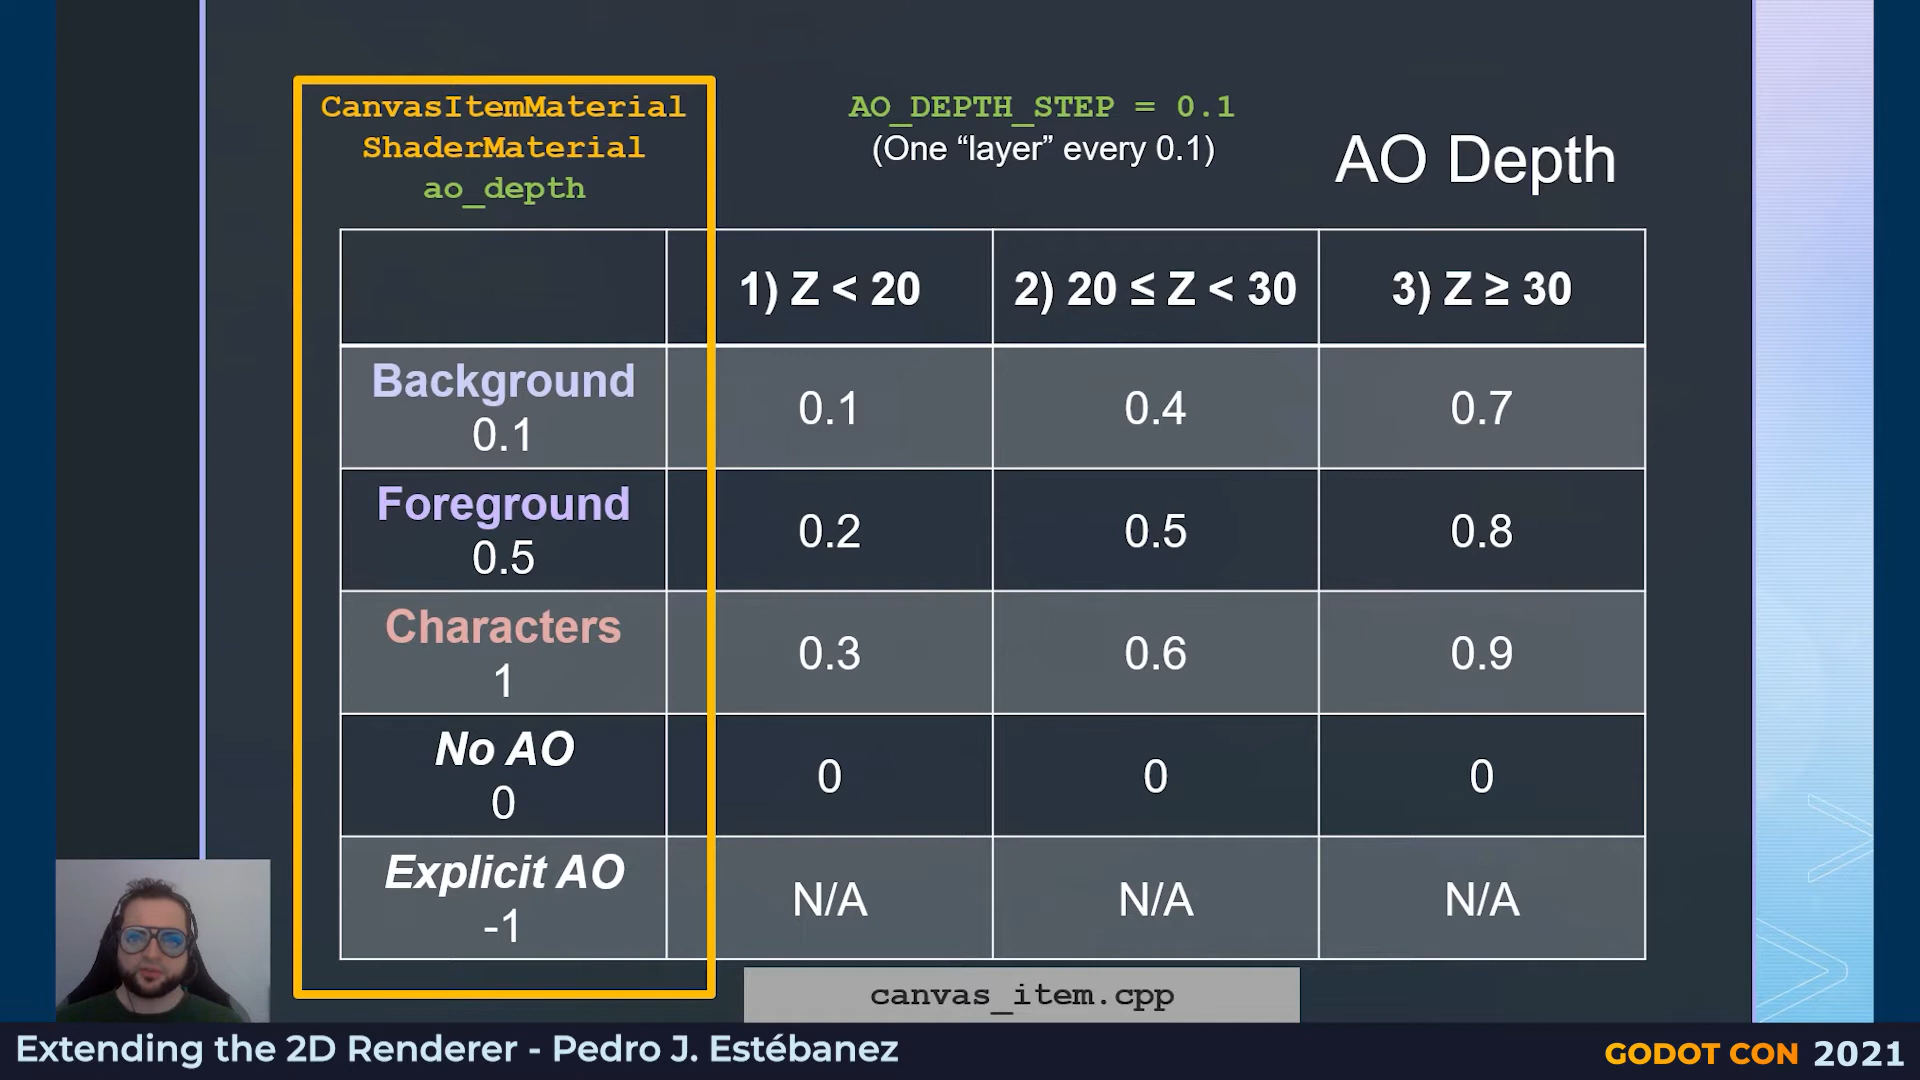 CanvasItemMaterial
ShaderMaterial
ao_depth
AO_DEPTH_STEP = 0.1
(One “layer” every 0.1)
AO Depth
1) Z < 20
2) 20 ≤ Z < 30
3) Z ≥ 30
Background
0.1
0.1
0.4
0.7
Foreground
0.5
0.2
0.5
0.8
Characters
1
0.3
0.6
0.9
No AO
0
0
0
0
Explicit AO
-1
N/A
N/A
N/A
canvas_item.cpp
Extending the 2D Renderer - Pedro J. Estébanez
GODOT CON 2021